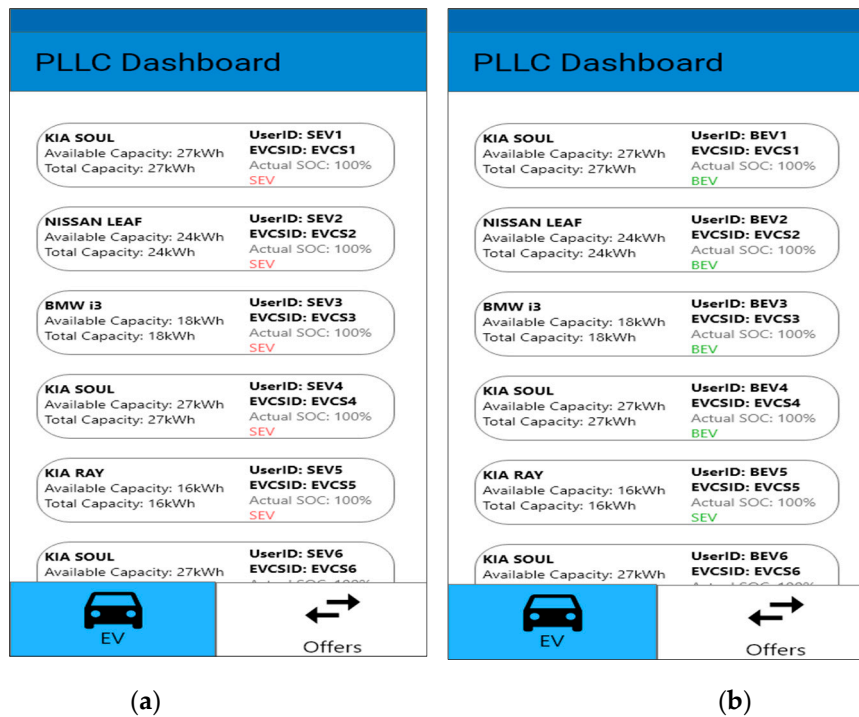 PLLC Dashboard
KIA SOUL
Available Capacity: 27kWh
Total Capacity: 27kWh
UserID: SEV1
EVCSID: EVCS1
Actual SOC: 100%
SEV
NISSAN LEAF
Available Capacity: 24kWh
Total Capacity: 24kWh
UserID: SEV2
EVCSID: EVCS2
Actual SOC: 100%
SEV
BMW i3
Available Capacity: 18kWh
Total Capacity: 18kWh
UserID: SEV3
EVCSID: EVCS3
Actual SOC: 100%
SEV
KIA SOUL
Available Capacity: 27kWh
Total Capacity: 27kWh
UserID: SEV4
EVCSID: EVCS4
Actual SOC: 100%
SEV
KIA RAY
Available Capacity: 16kWh
Total Capacity: 16kWh
UserID: SEV5
EVCSID: EVCS5
Actual SOC: 100%
SEV
KIA SOUL
Available Capacity: 27kWh
UserID: SEV6
EVCSID: EVCS6
EV
Offers
(a)
PLLC Dashboard
KIA SOUL
Available Capacity: 27kWh
Total Capacity: 27kWh
UserID: BEV1
EVCSID: EVCS1
Actual SOC: 100%
BEV
NISSAN LEAF
Available Capacity: 24kWh
Total Capacity: 24kWh
UserID: BEV2
EVCSID: EVCS2
Actual SOC: 100%
BEV
BMW i3
Available Capacity: 18kWh
Total Capacity: 18kWh
UserID: BEV3
EVCSID: EVCS3
Actual SOC: 100%
BEV
KIA SOUL
Available Capacity: 27kWh
Total Capacity: 27kWh
UserID: BEV4
EVCSID: EVCS4
Actual SOC: 100%
BEV
KIA RAY
Available Capacity: 16kWh
Total Capacity: 16kWh
UserID: BEV5
EVCSID: EVCS5
Actual SOC: 100%
SEV
KIA SOUL
Available Capacity: 27kWh
UserID: BEV6
EVCSID: EVCS6
EV
Offers
(b)